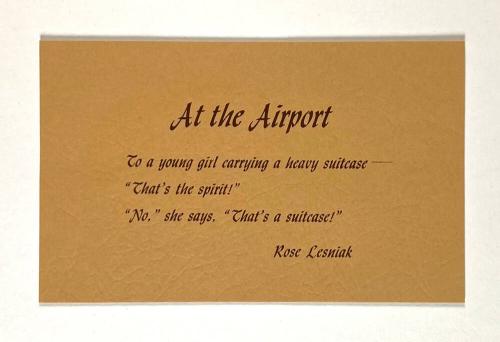 At the Airport
To a young girl carrying a heavy suitcase —
“That's the spirit!”
“No,” she says, “That's a suitcase!”
Rose Lesniak